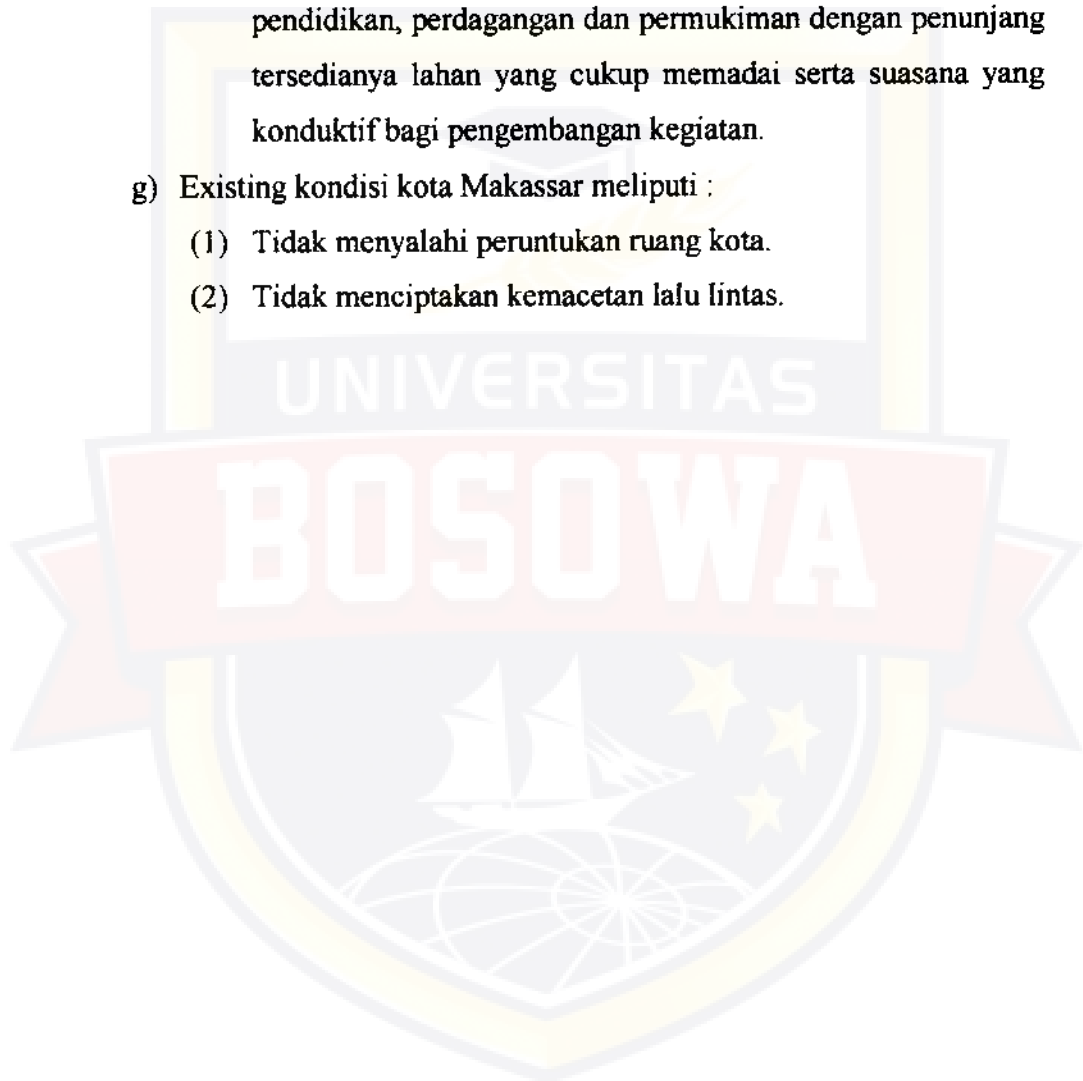 pendidikan, perdagangan dan permukiman dengan penunjang
tersedianya lahan yang cukup memadai serta suasana yang
konduktif bagi pengembangan kegiatan.
g) Existing kondisi kota Makassar meliputi :
(1) Tidak menyalahi peruntukan ruang kota.
(2) Tidak menciptakan kemacetan lalu lintas.
UNIVERSITAS
BOSOWA